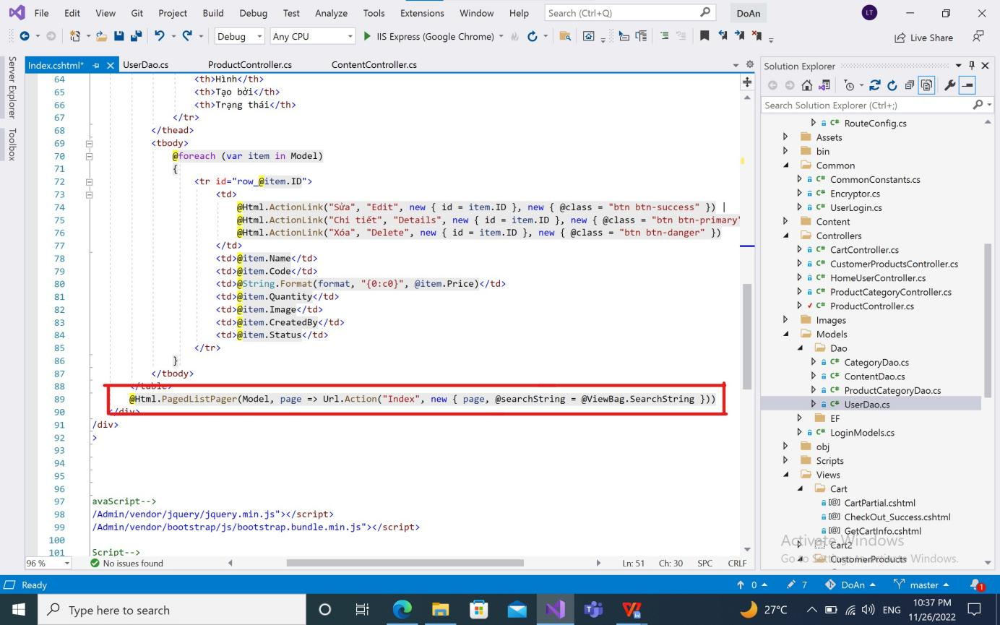 File Edit View Git Project Build Debug Test Analyze Tools Extensions Window Help Search (Ctrl+Q) DoAn LT
Debug Any CPU IIS Express (Google Chrome) Live Share
Server Explorer
Toolbox
Index.cshtml* UserDao.cs ProductController.cs ContentController.cs
64 <th>Hình</th>
65 <th>Tạo bởi</th>
66 <th>Trạng thái</th>
67 </tr>
68 </thead>
69 <tbody>
70 @foreach (var item in Model)
71 {
72 <tr id="row_@item.ID">
73 <td>
74 @Html.ActionLink("Sửa", "Edit", new { id = item.ID }, new { @class = "btn btn-success" }) |
75 @Html.ActionLink("Chi tiết", "Details", new { id = item.ID }, new { @class = "btn btn-primary"
76 @Html.ActionLink("Xóa", "Delete", new { id = item.ID }, new { @class = "btn btn-danger" })
77 </td>
78 <td>@item.Name</td>
79 <td>@item.Code</td>
80 <td>@String.Format(format, "{0:c0}", @item.Price)</td>
81 <td>@item.Quantity</td>
82 <td>@item.Image</td>
83 <td>@item.CreatedBy</td>
84 <td>@item.Status</td>
85 </tr>
86 }
87 </tbody>
88 </table>
89 @Html.PagedListPager(Model, page => Url.Action("Index", new { page, @searchString = @ViewBag.SearchString }))
90 </div>
91 /div>
92 >
93
94
95
96
97 avaScript-->
98 /Admin/vendor/jquery/jquery.min.js"></script>
99 /Admin/vendor/bootstrap/js/bootstrap.bundle.min.js"></script>
100
101 Script-->
96 % No issues found Ln: 51 Ch: 30 SPC CRLF
Solution Explorer
Search Solution Explorer (Ctrl+;)
C# RouteConfig.cs
Assets
bin
Common
C# CommonConstants.cs
C# Encryptor.cs
C# UserLogin.cs
Content
Controllers
C# CartController.cs
C# CustomerProductsController.cs
C# HomeUserController.cs
C# ProductCategoryController.cs
C# ProductController.cs
Images
Models
Dao
C# CategoryDao.cs
C# ContentDao.cs
C# ProductCategoryDao.cs
C# UserDao.cs
EF
C# LoginModels.cs
obj
Scripts
Views
Cart
[@] CartPartial.cshtml
[@] CheckOut_Success.cshtml
[@] GetCartInfo.cshtml
Cart2
CustomerProducts
Activate Windows
Go to Settings to activate Windows.
Ready 0 7 DoAn master 1
Type here to search 27°C ENG 10:37 PM
11/26/2022